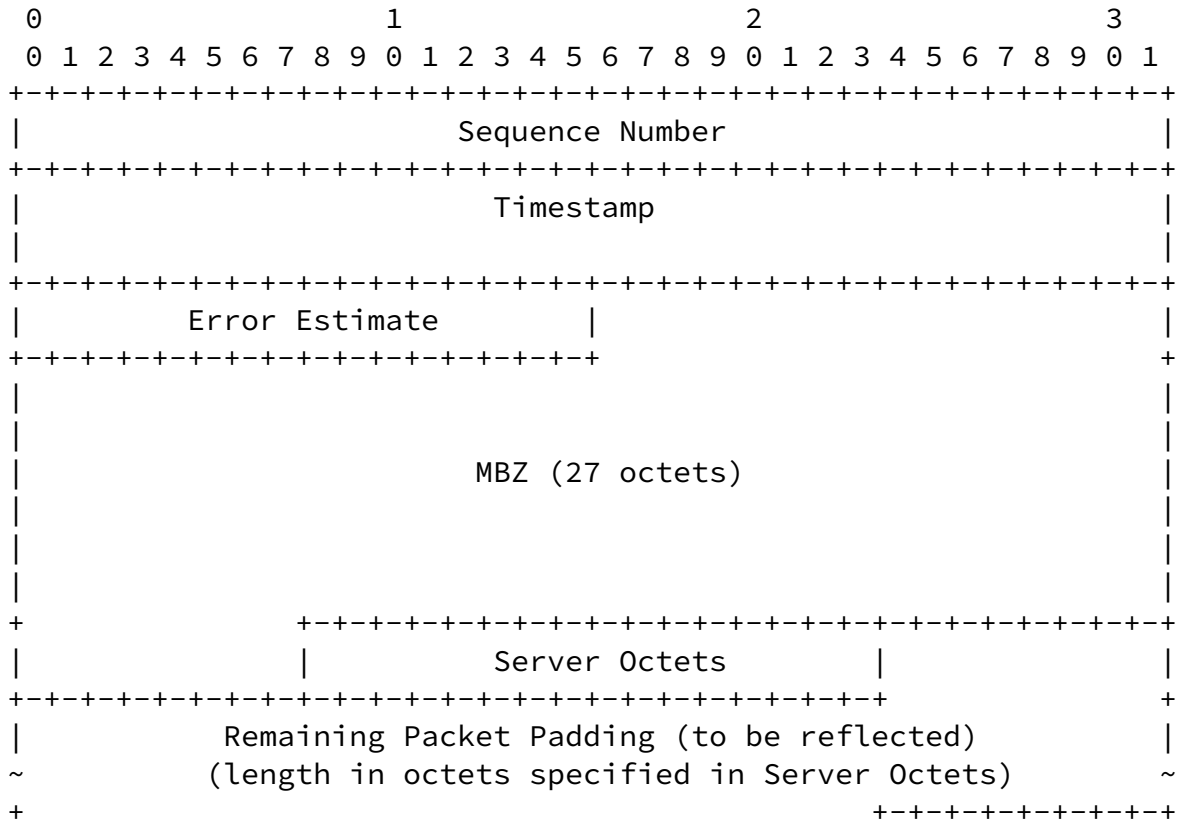 0                   1                   2                   3
 0 1 2 3 4 5 6 7 8 9 0 1 2 3 4 5 6 7 8 9 0 1 2 3 4 5 6 7 8 9 0 1
+-+-+-+-+-+-+-+-+-+-+-+-+-+-+-+-+-+-+-+-+-+-+-+-+-+-+-+-+-+-+-+-+
|                        Sequence Number                        |
+-+-+-+-+-+-+-+-+-+-+-+-+-+-+-+-+-+-+-+-+-+-+-+-+-+-+-+-+-+-+-+-+
|                          Timestamp                            |
|                                                               |
+-+-+-+-+-+-+-+-+-+-+-+-+-+-+-+-+-+-+-+-+-+-+-+-+-+-+-+-+-+-+-+-+
|         Error Estimate        |                               |
+-+-+-+-+-+-+-+-+-+-+-+-+-+-+-+-+                               +
|                                                               |
|                                                               |
|                         MBZ (27 octets)                       |
|                                                               |
|                                                               |
|                                                               |
+               +-+-+-+-+-+-+-+-+-+-+-+-+-+-+-+-+-+-+-+-+-+-+-+-+
|               |          Server Octets        |               |
+-+-+-+-+-+-+-+-+-+-+-+-+-+-+-+-+-+-+-+-+-+-+-+-+               +
|           Remaining Packet Padding (to be reflected)          |
~          (length in octets specified in Server Octets)        ~
+                                               +-+-+-+-+-+-+-+-+